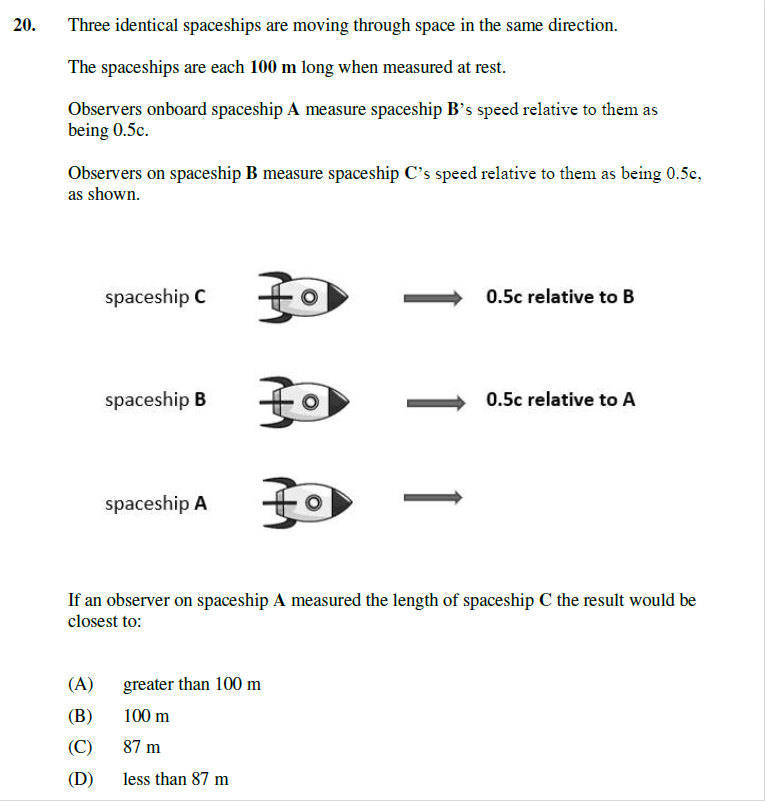 20. Three identical spaceships are moving through space in the same direction.
The spaceships are each 100 m long when measured at rest.
Observers onboard spaceship A measure spaceship B's speed relative to them as
being 0.5c.
Observers on spaceship B measure spaceship C's speed relative to them as being 0.5c,
as shown.
spaceship C 0.5c relative to B
spaceship B 0.5c relative to A
spaceship A
If an observer on spaceship A measured the length of spaceship C the result would be
closest to:
(A) greater than 100 m
(B) 100 m
(C) 87 m
(D) less than 87 m